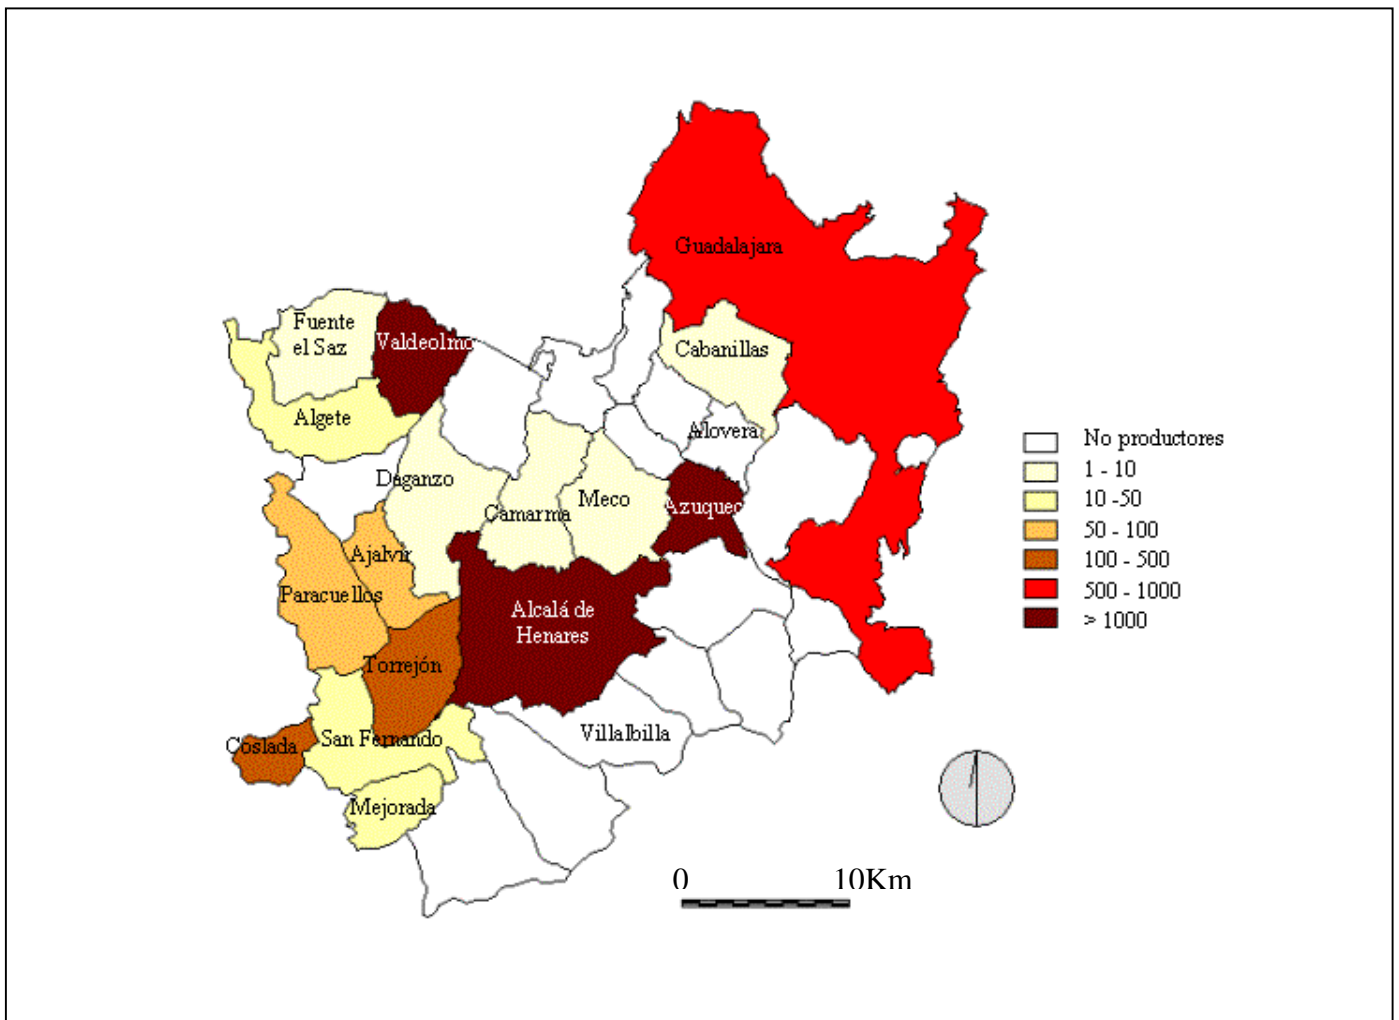 Guadalajara
Fuente
el Saz
Valdeolmo
Cabanillas
Algete
Alovera
Daganzo
Camarma
Meco
Azuquec
Ajalvir
Paracuellos
Alcalá de
Henares
Torrejón
Coslada
San Fernando
Villalbilla
Mejorada
No productores
1 - 10
10 -50
50 - 100
100 - 500
500 - 1000
> 1000
0 10Km